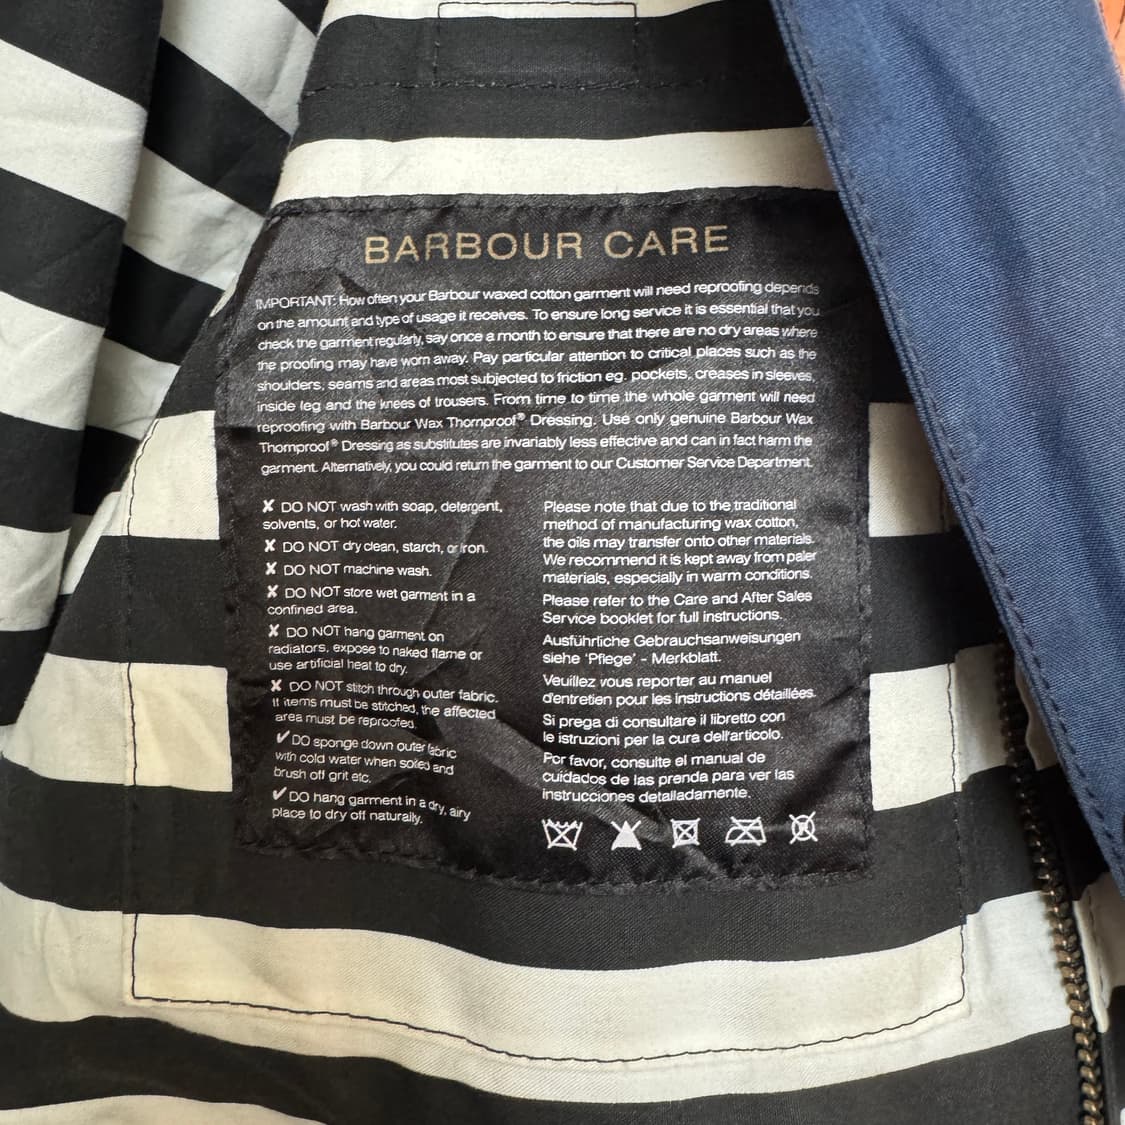 BARBOUR CARE
IMPORTANT: How often your Barbour waxed cotton garment will need reproofing depends
on the amount and type of usage it receives. To ensure long service it is essential that you
check the garment regularly, say once a month to ensure that there are no dry areas where
the proofing may have worn away. Pay particular attention to critical places such as the
shoulders, seams and areas most subjected to friction eg. pockets, creases in sleeves,
inside leg and the knees of trousers. From time to time the whole garment will need
reproofing with Barbour Wax Thornproof® Dressing. Use only genuine Barbour Wax
Thornproof® Dressing as substitutes are invariably less effective and can in fact harm the
garment. Alternatively, you could return the garment to our Customer Service Department.
✘ DO NOT wash with soap, detergent,
solvents, or hot water.
✘ DO NOT dry clean, starch, or iron.
✘ DO NOT machine wash.
✘ DO NOT store wet garment in a
confined area.
✘ DO NOT hang garment on
radiators, expose to naked flame or
use artificial heat to dry.
✘ DO NOT stitch through outer fabric.
If items must be stitched, the affected
area must be reproofed.
✔ DO sponge down outer fabric
with cold water when soiled and
brush off grit etc.
✔ DO hang garment in a dry, airy
place to dry off naturally.
Please note that due to the traditional
method of manufacturing wax cotton,
the oils may transfer onto other materials.
We recommend it is kept away from paler
materials, especially in warm conditions.
Please refer to the Care and After Sales
Service booklet for full instructions.
Ausführliche Gebrauchsanweisungen
siehe 'Pflege' - Merkblatt.
Veuillez vous reporter au manuel
d'entretien pour les instructions détaillées.
Si prega di consultare il libretto con
le istruzioni per la cura dell'articolo.
Por favor, consulte el manual de
cuidados de las prenda para ver las
instrucciones detalladamente.